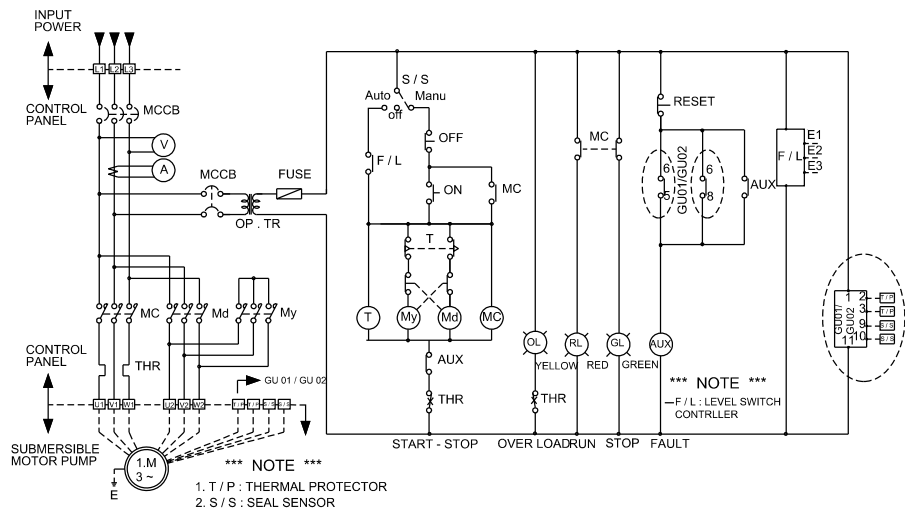 INPUT
POWER
L1 L2 L3
CONTROL
PANEL
MCCB
V
A
MCCB
FUSE
OP . TR
S / S
Auto
Manu
off
OFF
F / L
ON
MC
T
T
My
Md
MC
AUX
THR
START - STOP
OL
YELLOW
THR
OVER LOAD
MC
RL
RED
RUN
GL
GREEN
STOP
RESET
6
5
GU01/GU02
6
8
AUX
AUX
FAULT
F / L
E1
E2
E3
*** NOTE ***
F / L : LEVEL SWITCH
CONTRLLER
GU01/
GU02
1
2
3
9
10
11
T / P
T / P
S / S
S / S
MC
Md
My
CONTROL
PANEL
THR
GU 01 / GU 02
U1 V1 W1
U2 V2 W2
T / P T / P S / S S / S
SUBMERSIBLE
MOTOR PUMP
1.M
3 ~
E
*** NOTE ***
1. T / P : THERMAL PROTECTOR
2. S / S : SEAL SENSOR